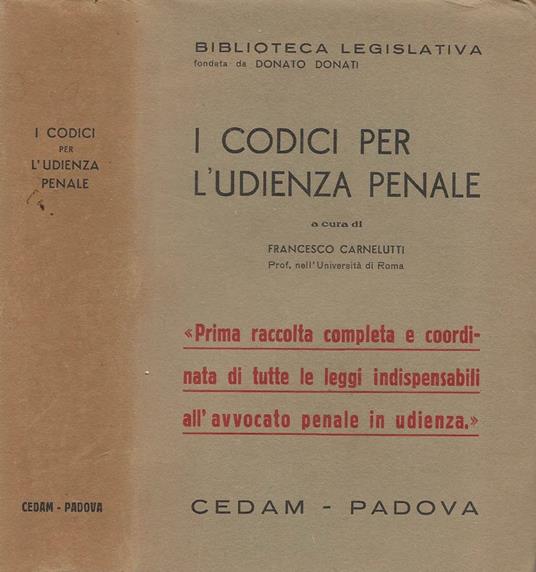 I CODICI
PER
L'UDIENZA
PENALE
CEDAM - PADOVA
BIBLIOTECA LEGISLATIVA
fondata da DONATO DONATI
I CODICI PER
L'UDIENZA PENALE
a cura di
FRANCESCO CARNELUTTI
Prof. nell'Università di Roma
«Prima raccolta completa e coordi-
nata di tutte le leggi indispensabili
all'avvocato penale in udienza.»
CEDAM - PADOVA